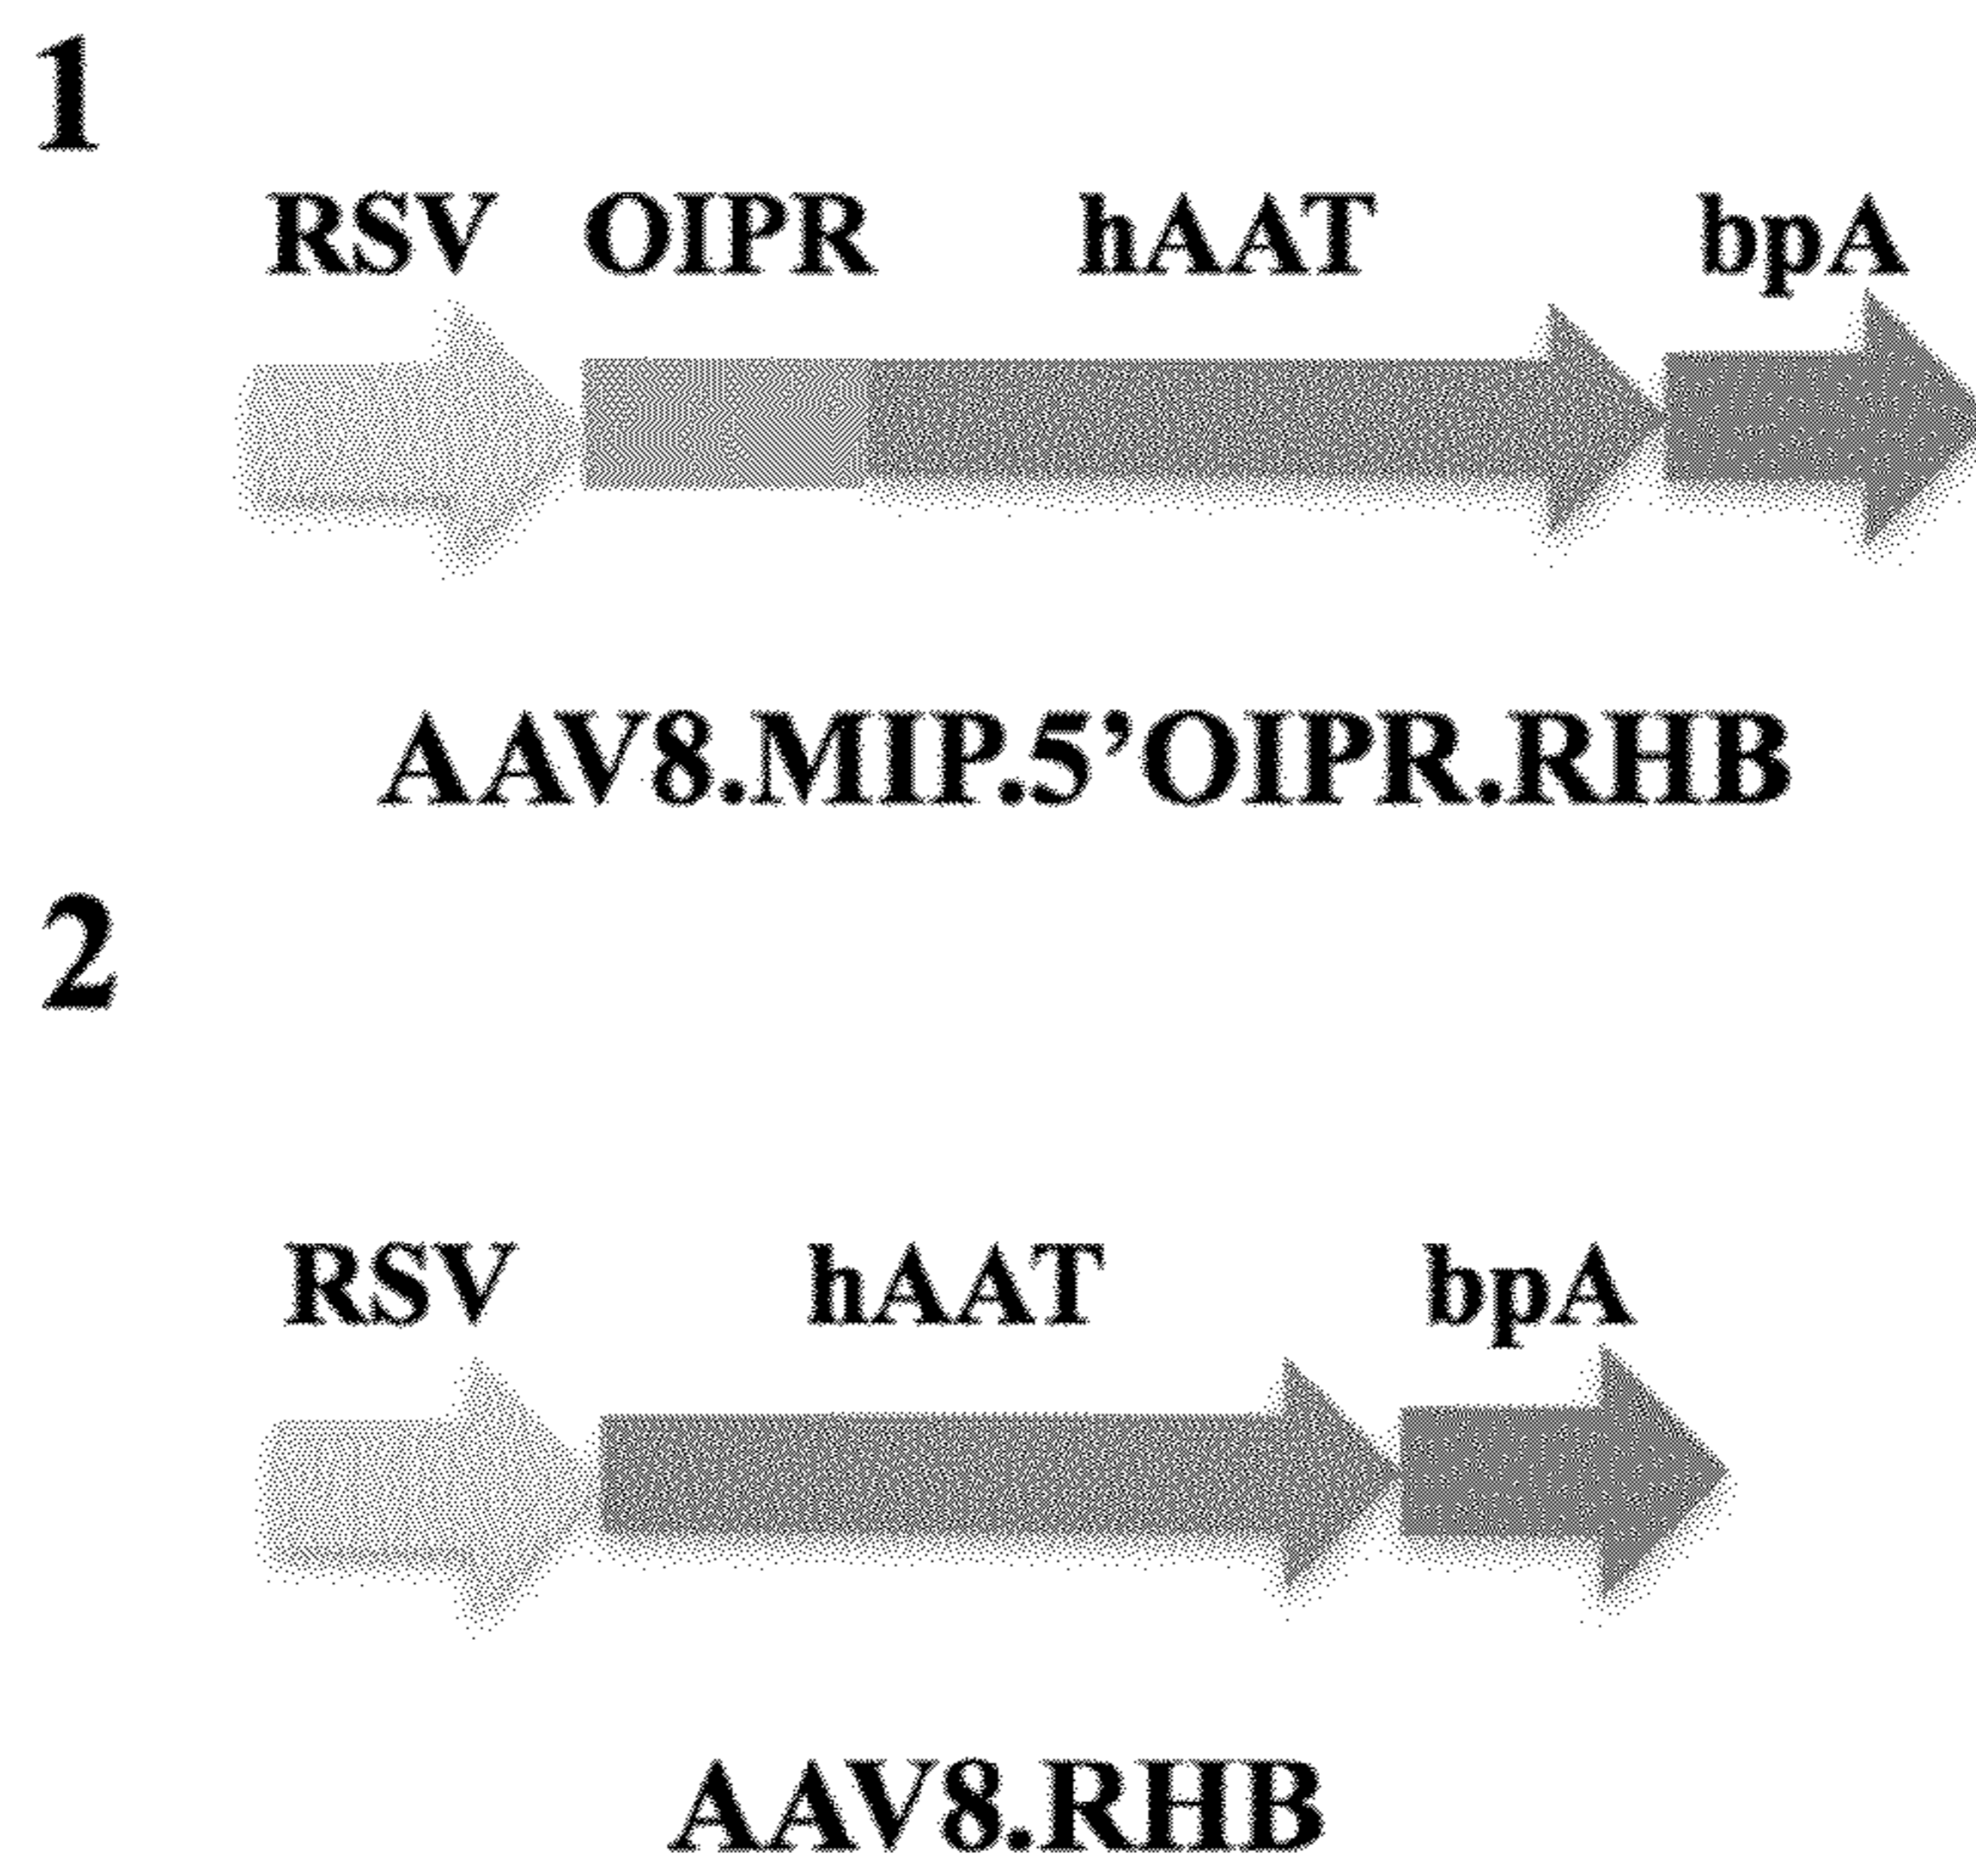 1
RSV OIPR hAAT bpA
AAV8.MIP.5’OIPR.RHB
2
RSV hAAT bpA
AAV8.RHB